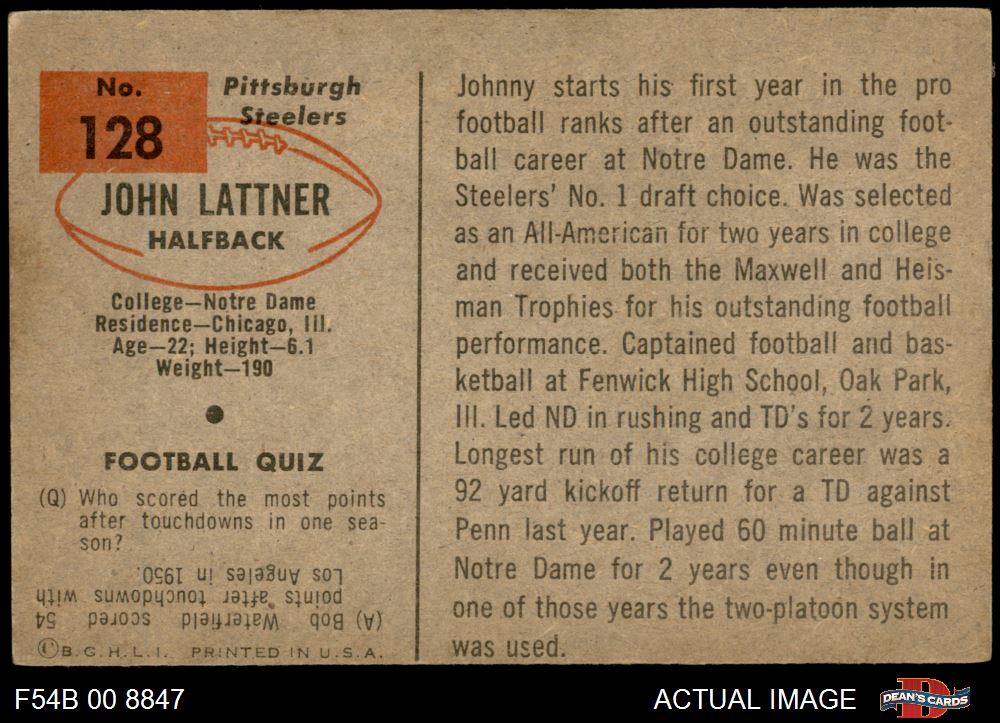 No.
128
Pittsburgh
Steelers
JOHN LATTNER
HALFBACK
College—Notre Dame
Residence—Chicago, Ill.
Age—22; Height—6.1
Weight—190
FOOTBALL QUIZ
(Q) Who scored the most points
after touchdowns in one sea-
son?
(A) Bob Waterfield scored 54
points after touchdowns with
Los Angeles in 1950.
©B.G.H.L.I. PRINTED IN U.S.A.
Johnny starts his first year in the pro
football ranks after an outstanding foot-
ball career at Notre Dame. He was the
Steelers' No. 1 draft choice. Was selected
as an All-American for two years in college
and received both the Maxwell and Heis-
man Trophies for his outstanding football
performance. Captained football and bas-
ketball at Fenwick High School, Oak Park,
Ill. Led ND in rushing and TD's for 2 years.
Longest run of his college career was a
92 yard kickoff return for a TD against
Penn last year. Played 60 minute ball at
Notre Dame for 2 years even though in
one of those years the two-platoon system
was used.
F54B 00 8847
ACTUAL IMAGE
DEAN'S CARDS